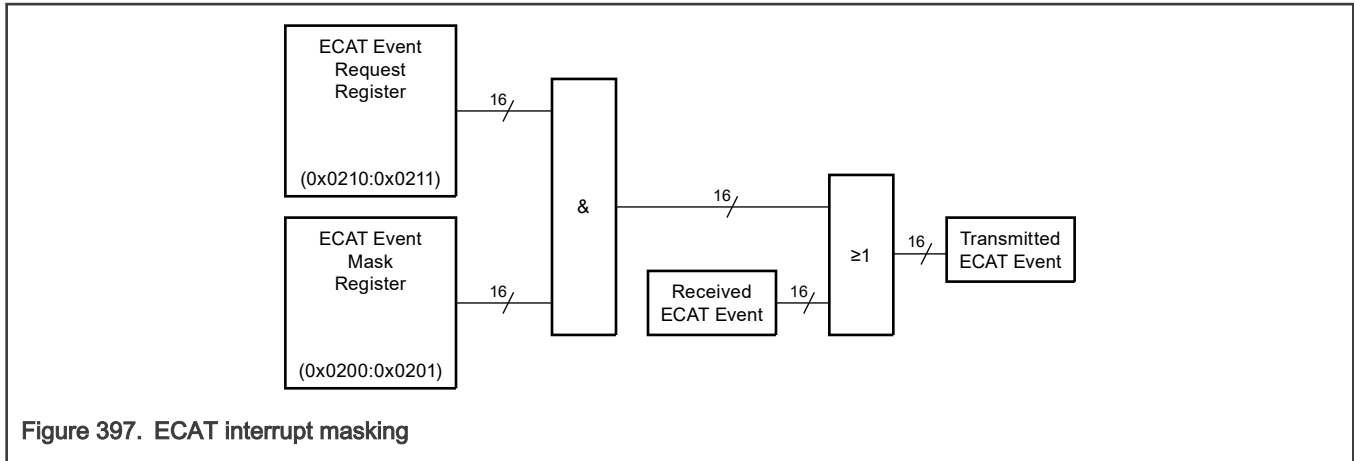 ECAT Event
Request
Register
(0x0210:0x0211)
16
ECAT Event
Mask
Register
(0x0200:0x0201)
16
&
16
Received
ECAT Event
16
≥1
16
Transmitted
ECAT Event
Figure 397. ECAT interrupt masking